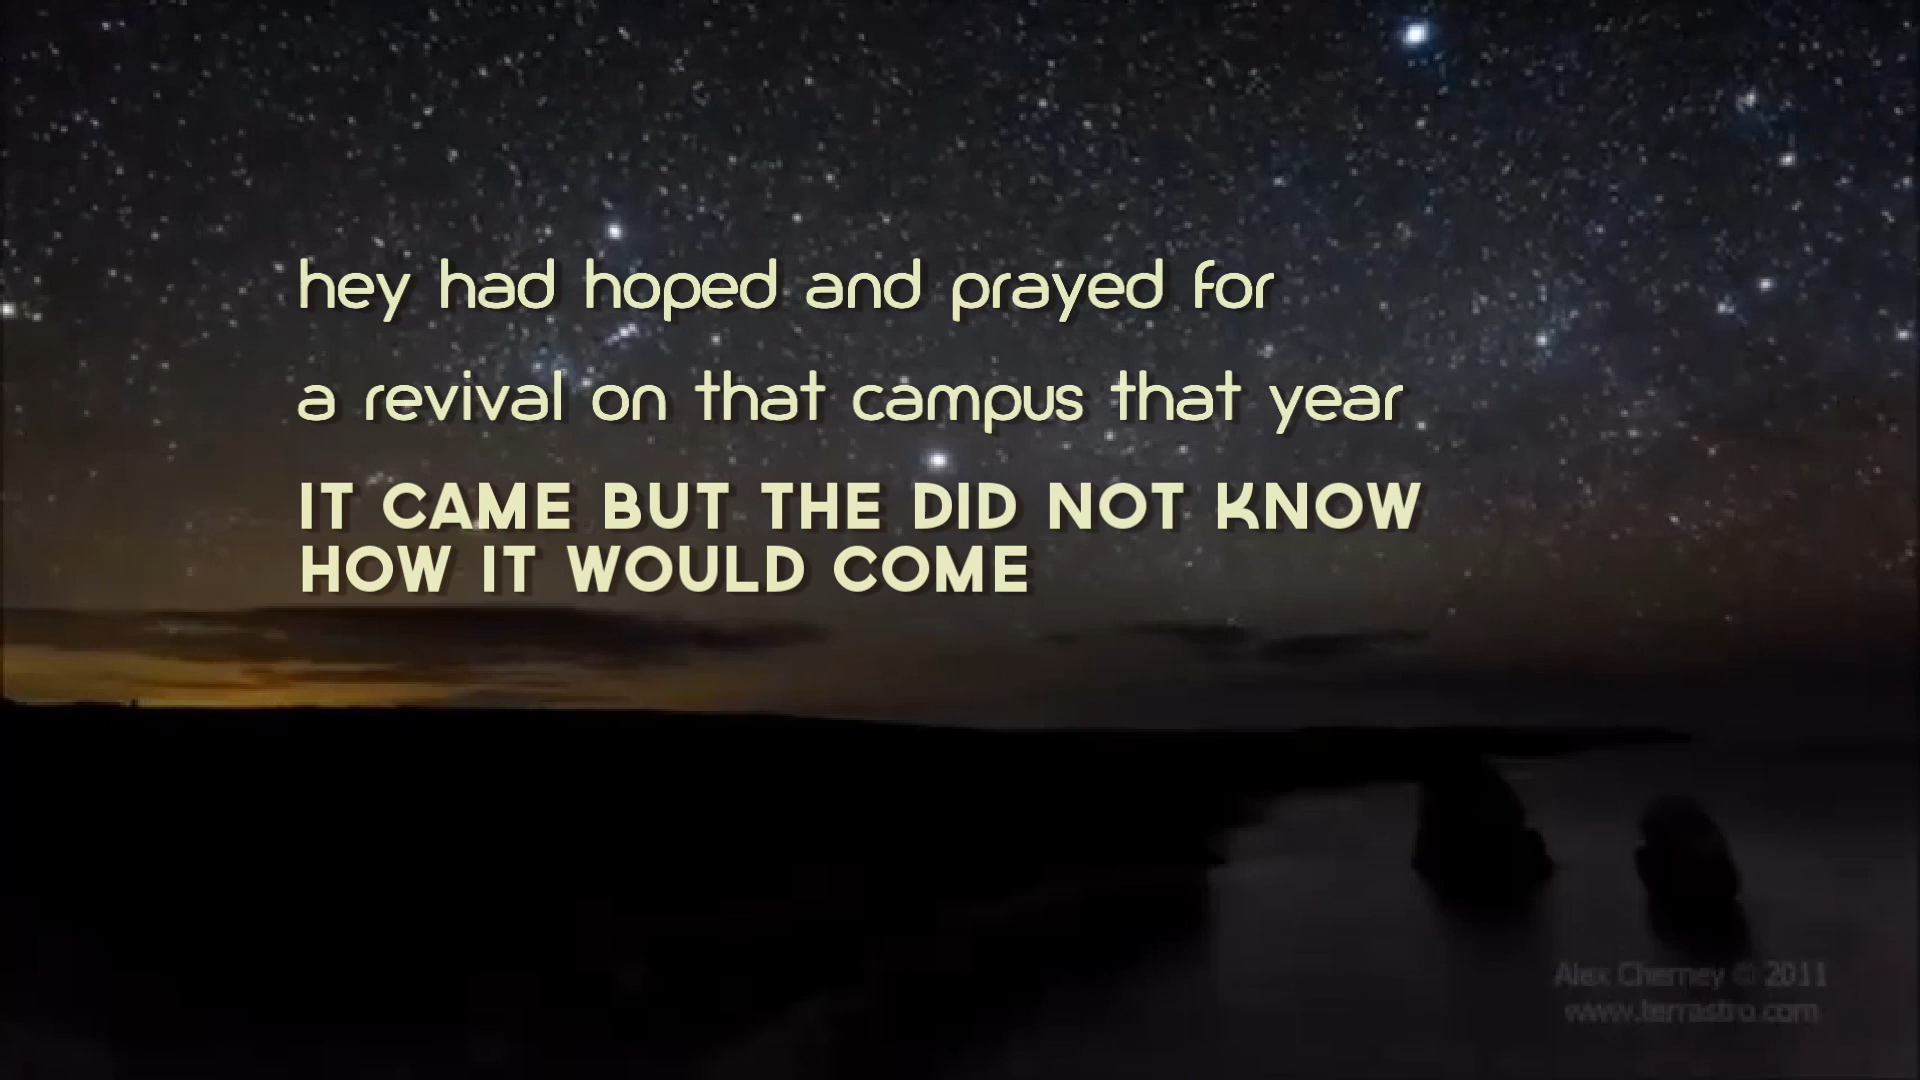 hey had hoped and prayed for
a revival on that campus that year
IT CAME BUT THE DID NOT KNOW
HOW IT WOULD COME
Alex Cherney © 2011
www.terrastro.com